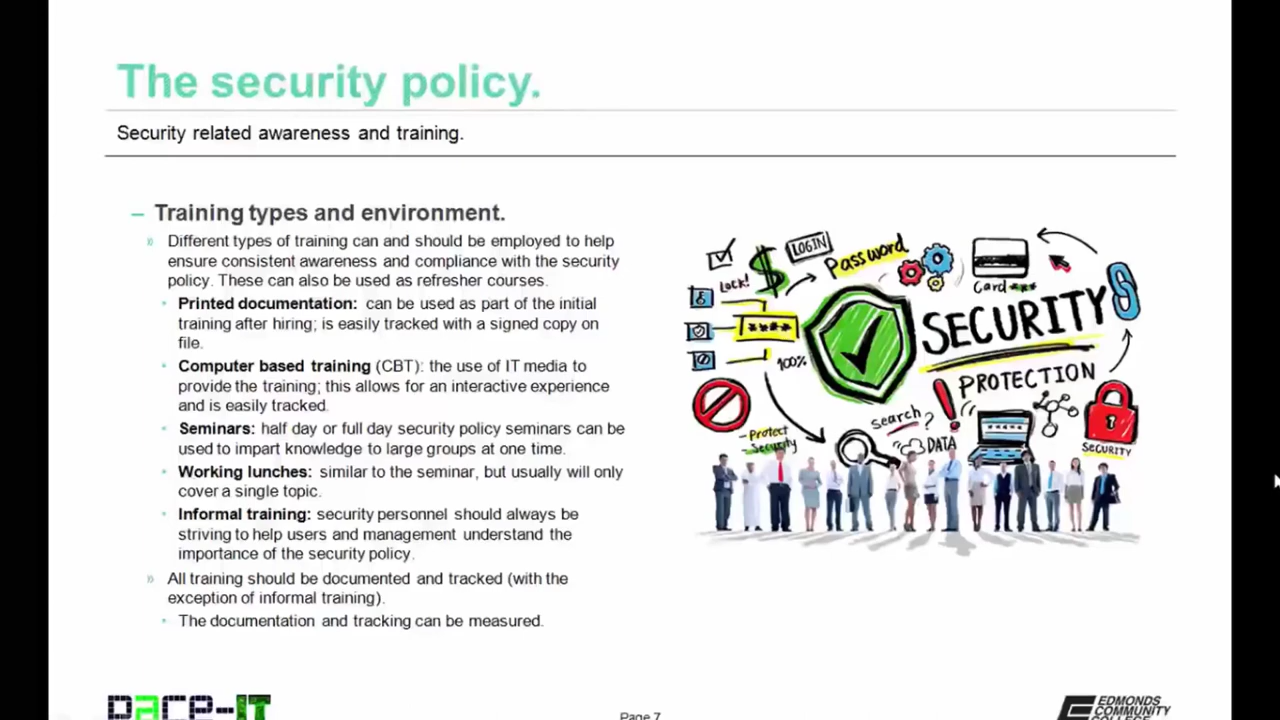 The security policy.
Security related awareness and training.
– Training types and environment.
» Different types of training can and should be employed to help
ensure consistent awareness and compliance with the security
policy. These can also be used as refresher courses.
• Printed documentation: can be used as part of the initial
training after hiring; is easily tracked with a signed copy on
file.
• Computer based training (CBT): the use of IT media to
provide the training; this allows for an interactive experience
and is easily tracked.
• Seminars: half day or full day security policy seminars can be
used to impart knowledge to large groups at one time.
• Working lunches: similar to the seminar, but usually will only
cover a single topic.
• Informal training: security personnel should always be
striving to help users and management understand the
importance of the security policy.
» All training should be documented and tracked (with the
exception of informal training).
• The documentation and tracking can be measured.
LOGIN
Password
$
Lock!
Card***
****
SECURITY
100%
PROTECTION
search
?
!
DATA
– Protect
– Security
SECURITY
Pace-IT
Page 7
EDMONDS
COMMUNITY
COLLEGE